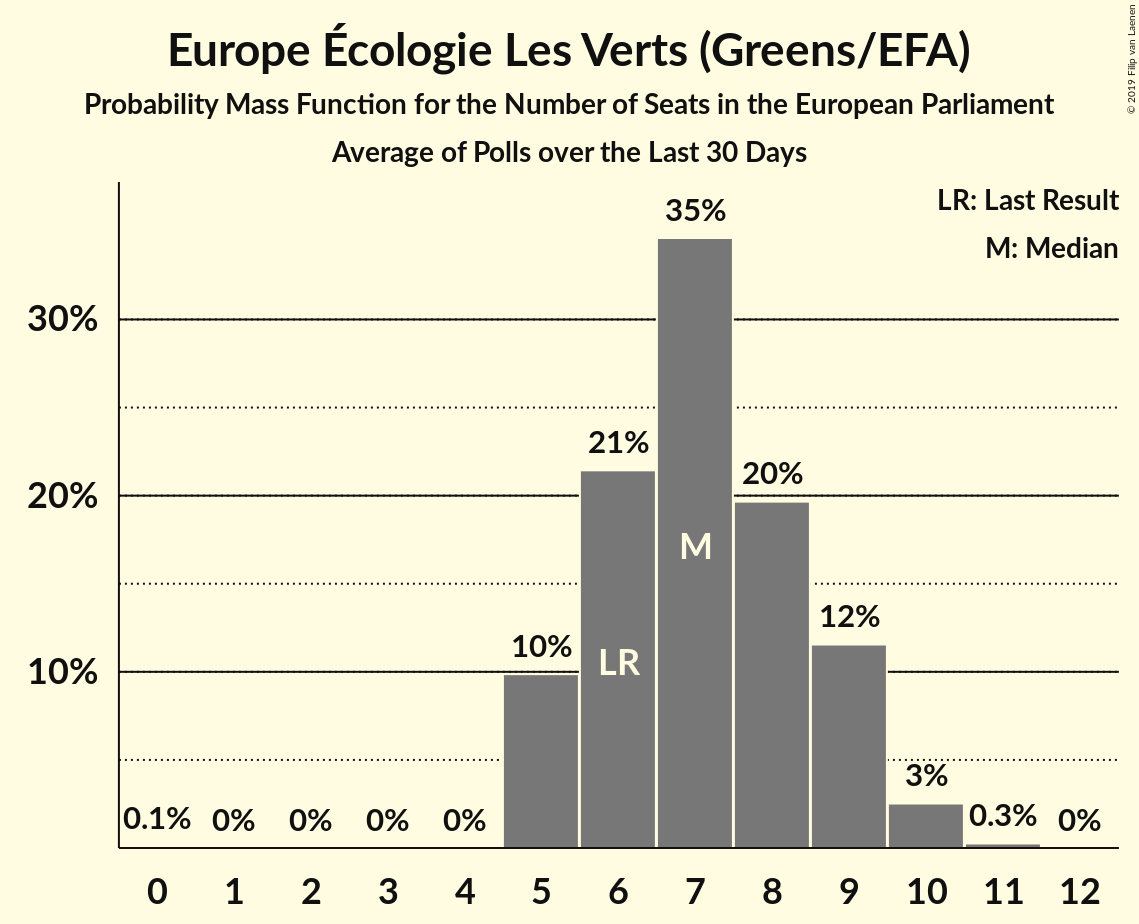 Europe Écologie Les Verts (Greens/EFA)
Probability Mass Function for the Number of Seats in the European Parliament
Average of Polls over the Last 30 Days
© 2019 Filip van Laenen
LR: Last Result
M: Median
35%
30%
21%
20%
20%
M
12%
10%
LR
10%
3%
0.1% 0% 0% 0% 0% 0.3% 0%
0 1 2 3 4 5 6 7 8 9 10 11 12